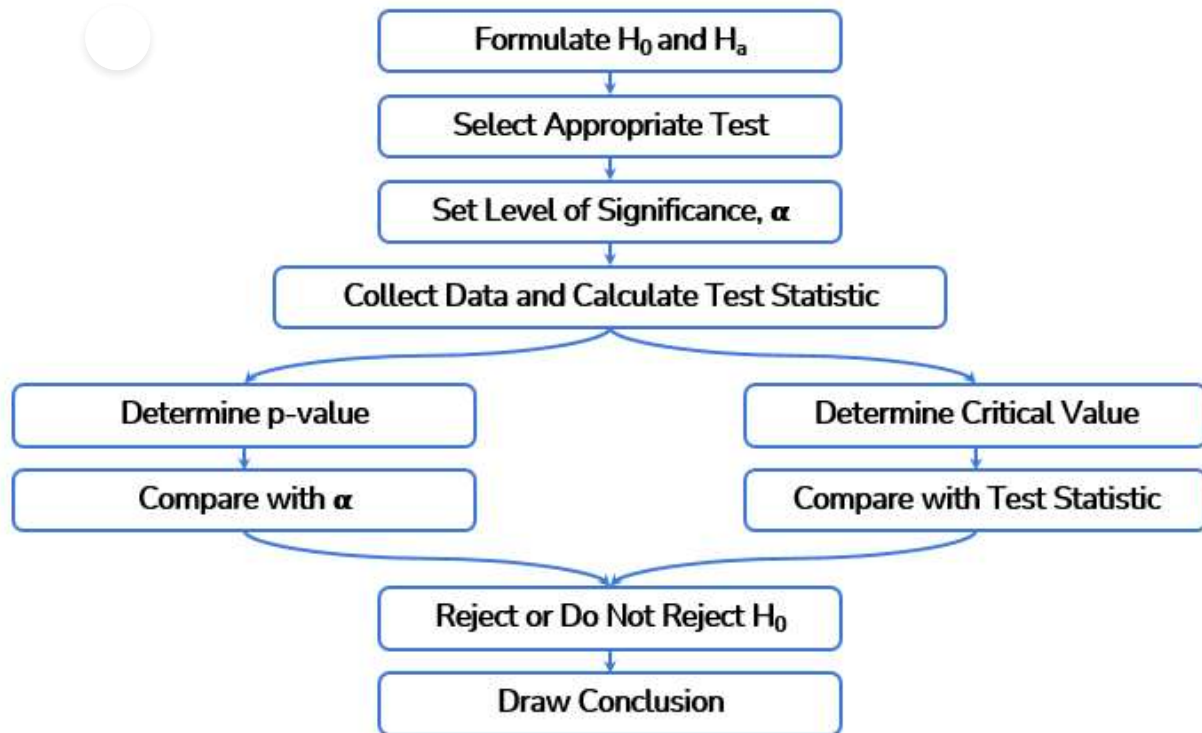 Formulate H₀ and Hₐ
Select Appropriate Test
Set Level of Significance, α
Collect Data and Calculate Test Statistic
Determine p-value
Determine Critical Value
Compare with α
Compare with Test Statistic
Reject or Do Not Reject H₀
Draw Conclusion